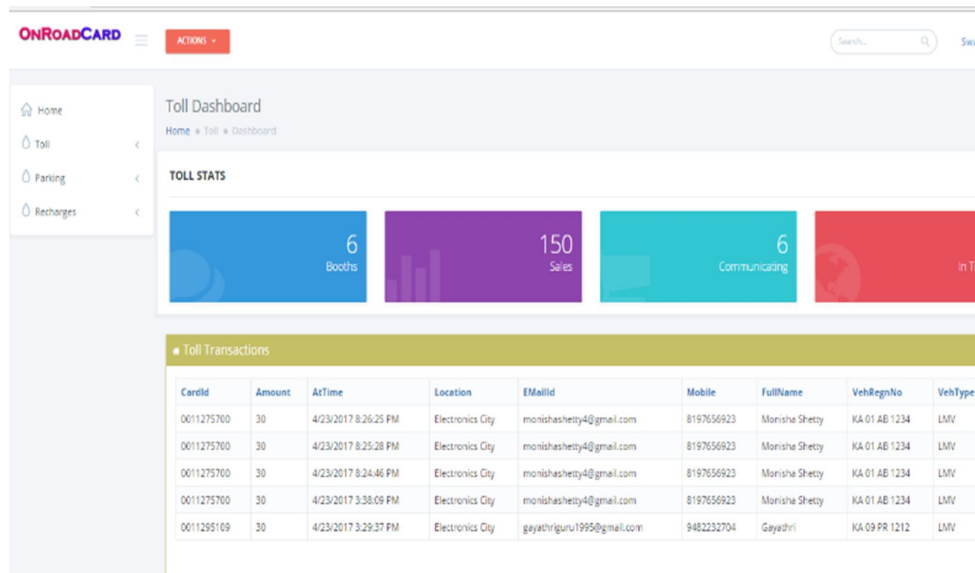 ONROADCARD
ACTIONS
Search...
Home
Toll
Parking
Recharges
Toll Dashboard
Home Toll Dashboard
TOLL STATS
6
Booths
150
Sales
6
Communicating
In
Toll Transactions
CardId Amount AtTime Location EMailId Mobile FullName VehRegnNo VehType
0011275700 30 4/23/2017 8:26:25 PM Electronics City monishashetty4@gmail.com 8197656923 Monisha Shetty KA 01 AB 1234 LMV
0011275700 30 4/23/2017 8:25:28 PM Electronics City monishashetty4@gmail.com 8197656923 Monisha Shetty KA 01 AB 1234 LMV
0011275700 30 4/23/2017 8:24:46 PM Electronics City monishashetty4@gmail.com 8197656923 Monisha Shetty KA 01 AB 1234 LMV
0011275700 30 4/23/2017 3:38:09 PM Electronics City monishashetty4@gmail.com 8197656923 Monisha Shetty KA 01 AB 1234 LMV
0011295109 30 4/23/2017 3:29:37 PM Electronics City gayathriguru1995@gmail.com 9482232704 Gayathri KA 09 PR 1212 LMV